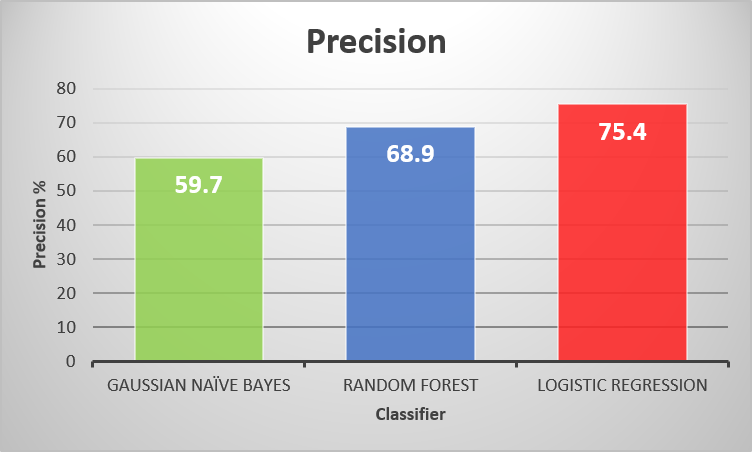 Precision
80
70
60
50
40
30
20
10
0
Precision %
59.7
68.9
75.4
GAUSSIAN NAÏVE BAYES
RANDOM FOREST
LOGISTIC REGRESSION
Classifier